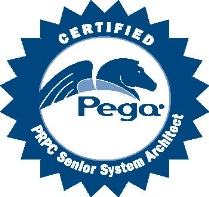 CERTIFIED
Pega
PRPC Senior System Architect